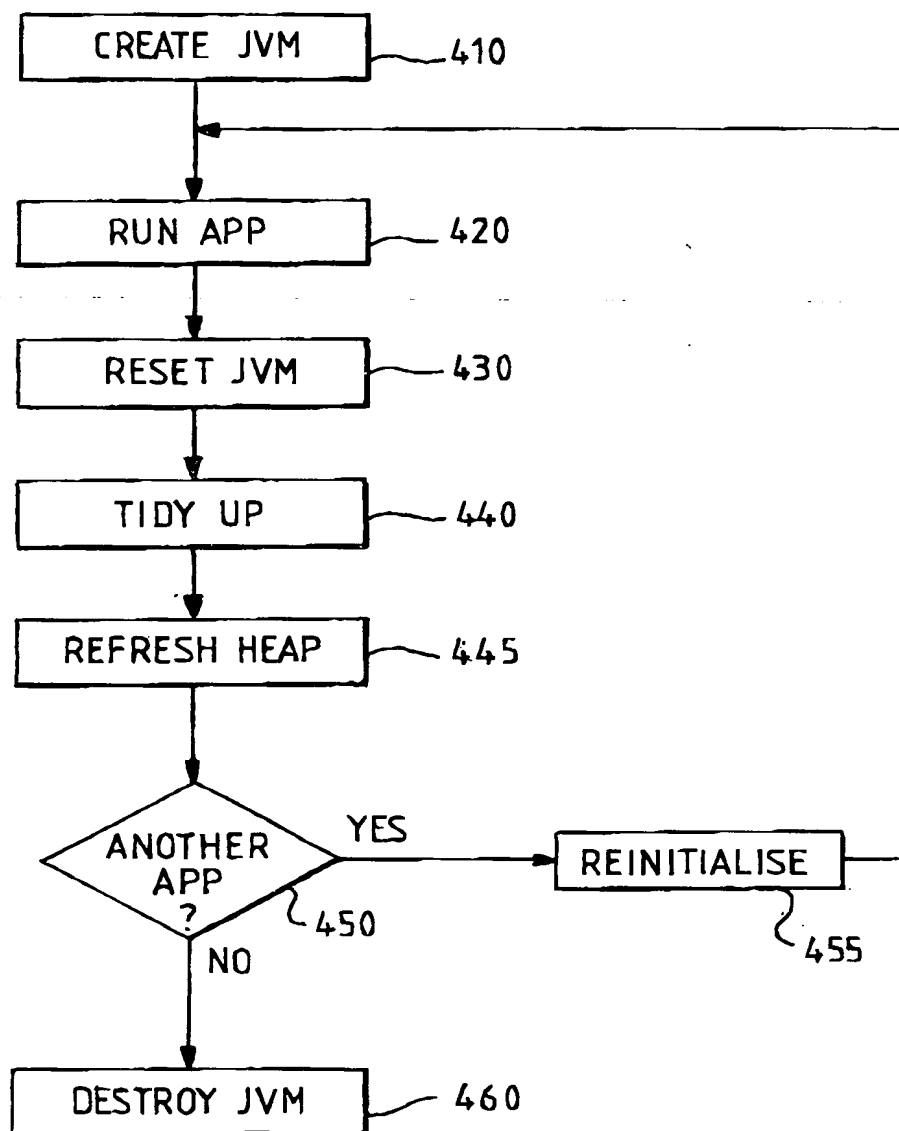 CREATE JVM
410
RUN APP
420
RESET JVM
430
TIDY UP
440
REFRESH HEAP
445
ANOTHER
APP
?
450
YES
REINITIALISE
455
NO
DESTROY JVM
460